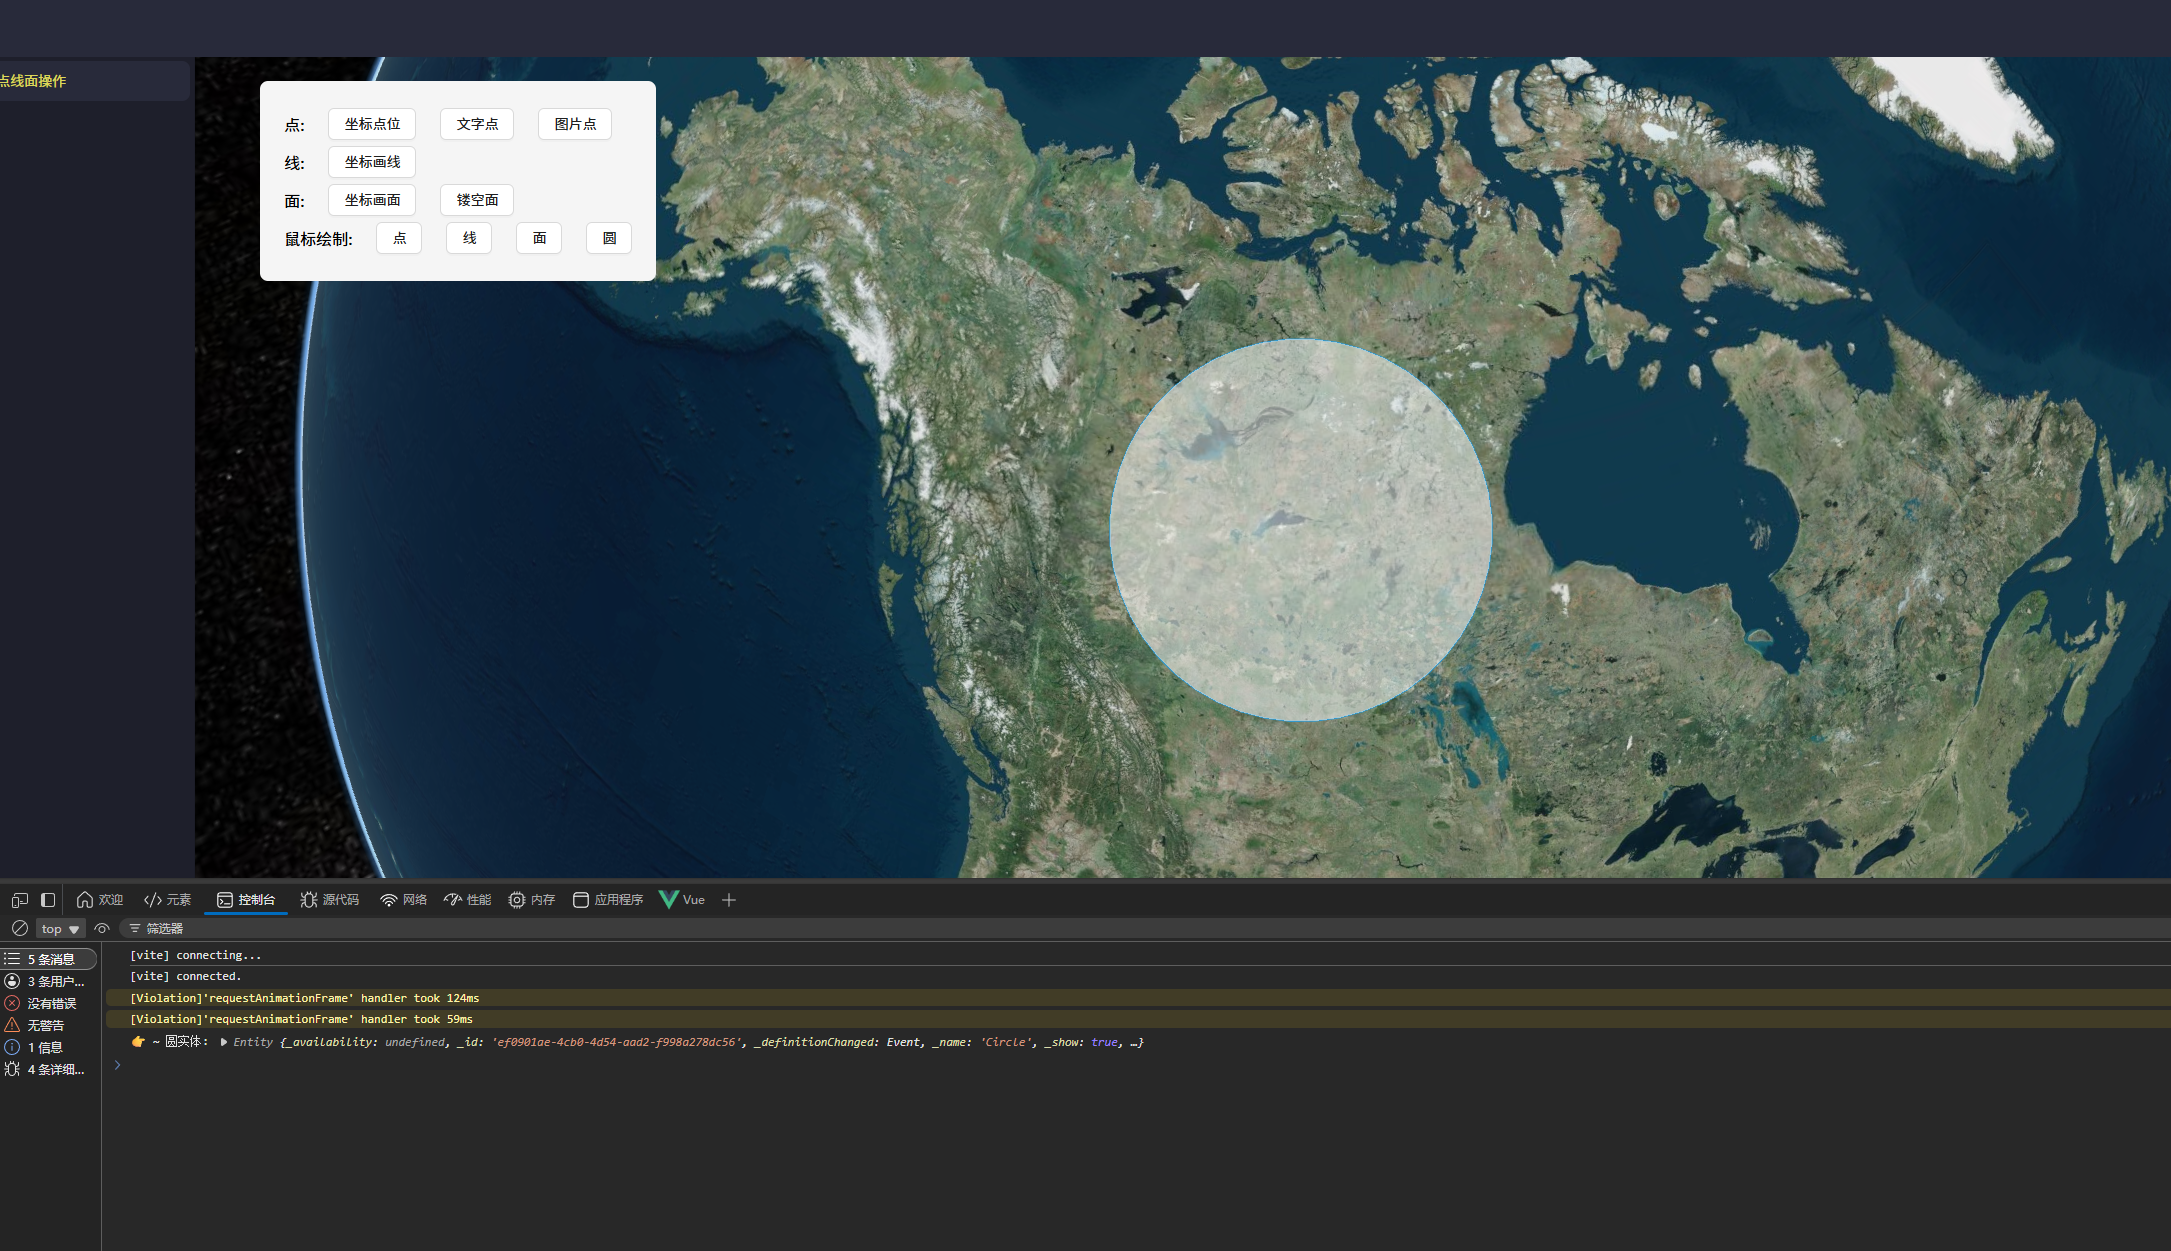 点线面操作
点: 坐标点位 文字点 图片点
线: 坐标画线
面: 坐标画面 镂空面
鼠标绘制: 点 线 面 圆
欢迎 元素 控制台 源代码 网络 性能 内存 应用程序 Vue
top 筛选器
5 条消息
3 条用户...
没有错误
无警告
1 信息
4 条详细...
[vite] connecting...
[vite] connected.
[Violation]'requestAnimationFrame' handler took 124ms
[Violation]'requestAnimationFrame' handler took 59ms
~ 圆实体: Entity {_availability: undefined, _id: 'ef0901ae-4cb0-4d54-aad2-f998a278dc56', _definitionChanged: Event, _name: 'Circle', _show: true, …}